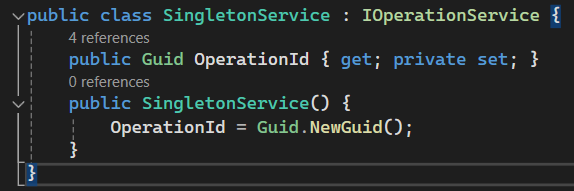 public class SingletonService : IOperationService {
4 references
public Guid OperationId { get; private set; }
0 references
public SingletonService() {
OperationId = Guid.NewGuid();
}
}